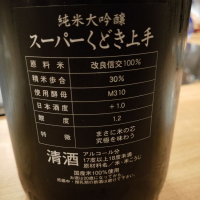 純米大吟醸
スーパーくどき上手
原料米 改良信交100%
精米歩合 30%
使用酵母 M310
日本酒度 +1.0
酸度 1.2
特徴 まさに米の芯
究極を味わう
清酒 アルコール分
17度以上18度未満
原材料名/米・米こうじ
国産米100%使用